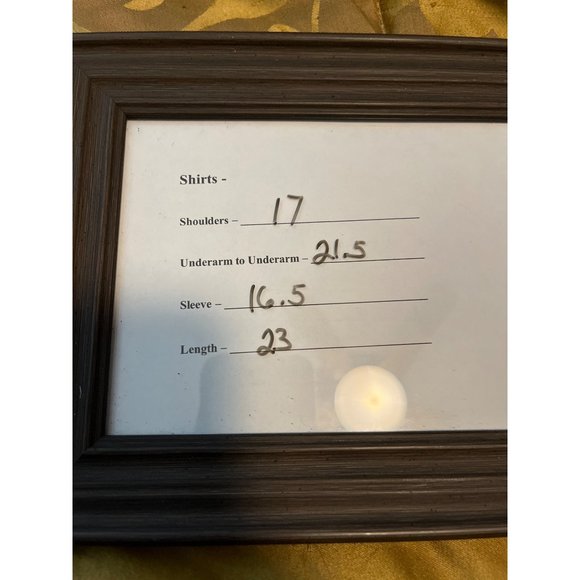 Shirts -
Shoulders – 17
Underarm to Underarm – 21.5
Sleeve – 16.5
Length – 23